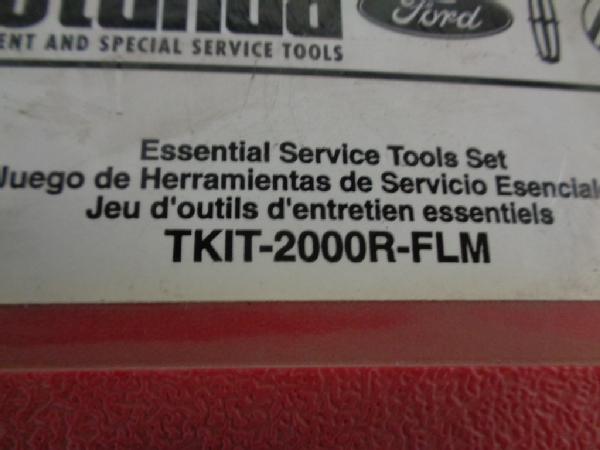 Ford
ENT AND SPECIAL SERVICE TOOLS
Essential Service Tools Set
Juego de Herramientas de Servicio Esenciale
Jeu d'outils d'entretien essentiels
TKIT-2000R-FLM